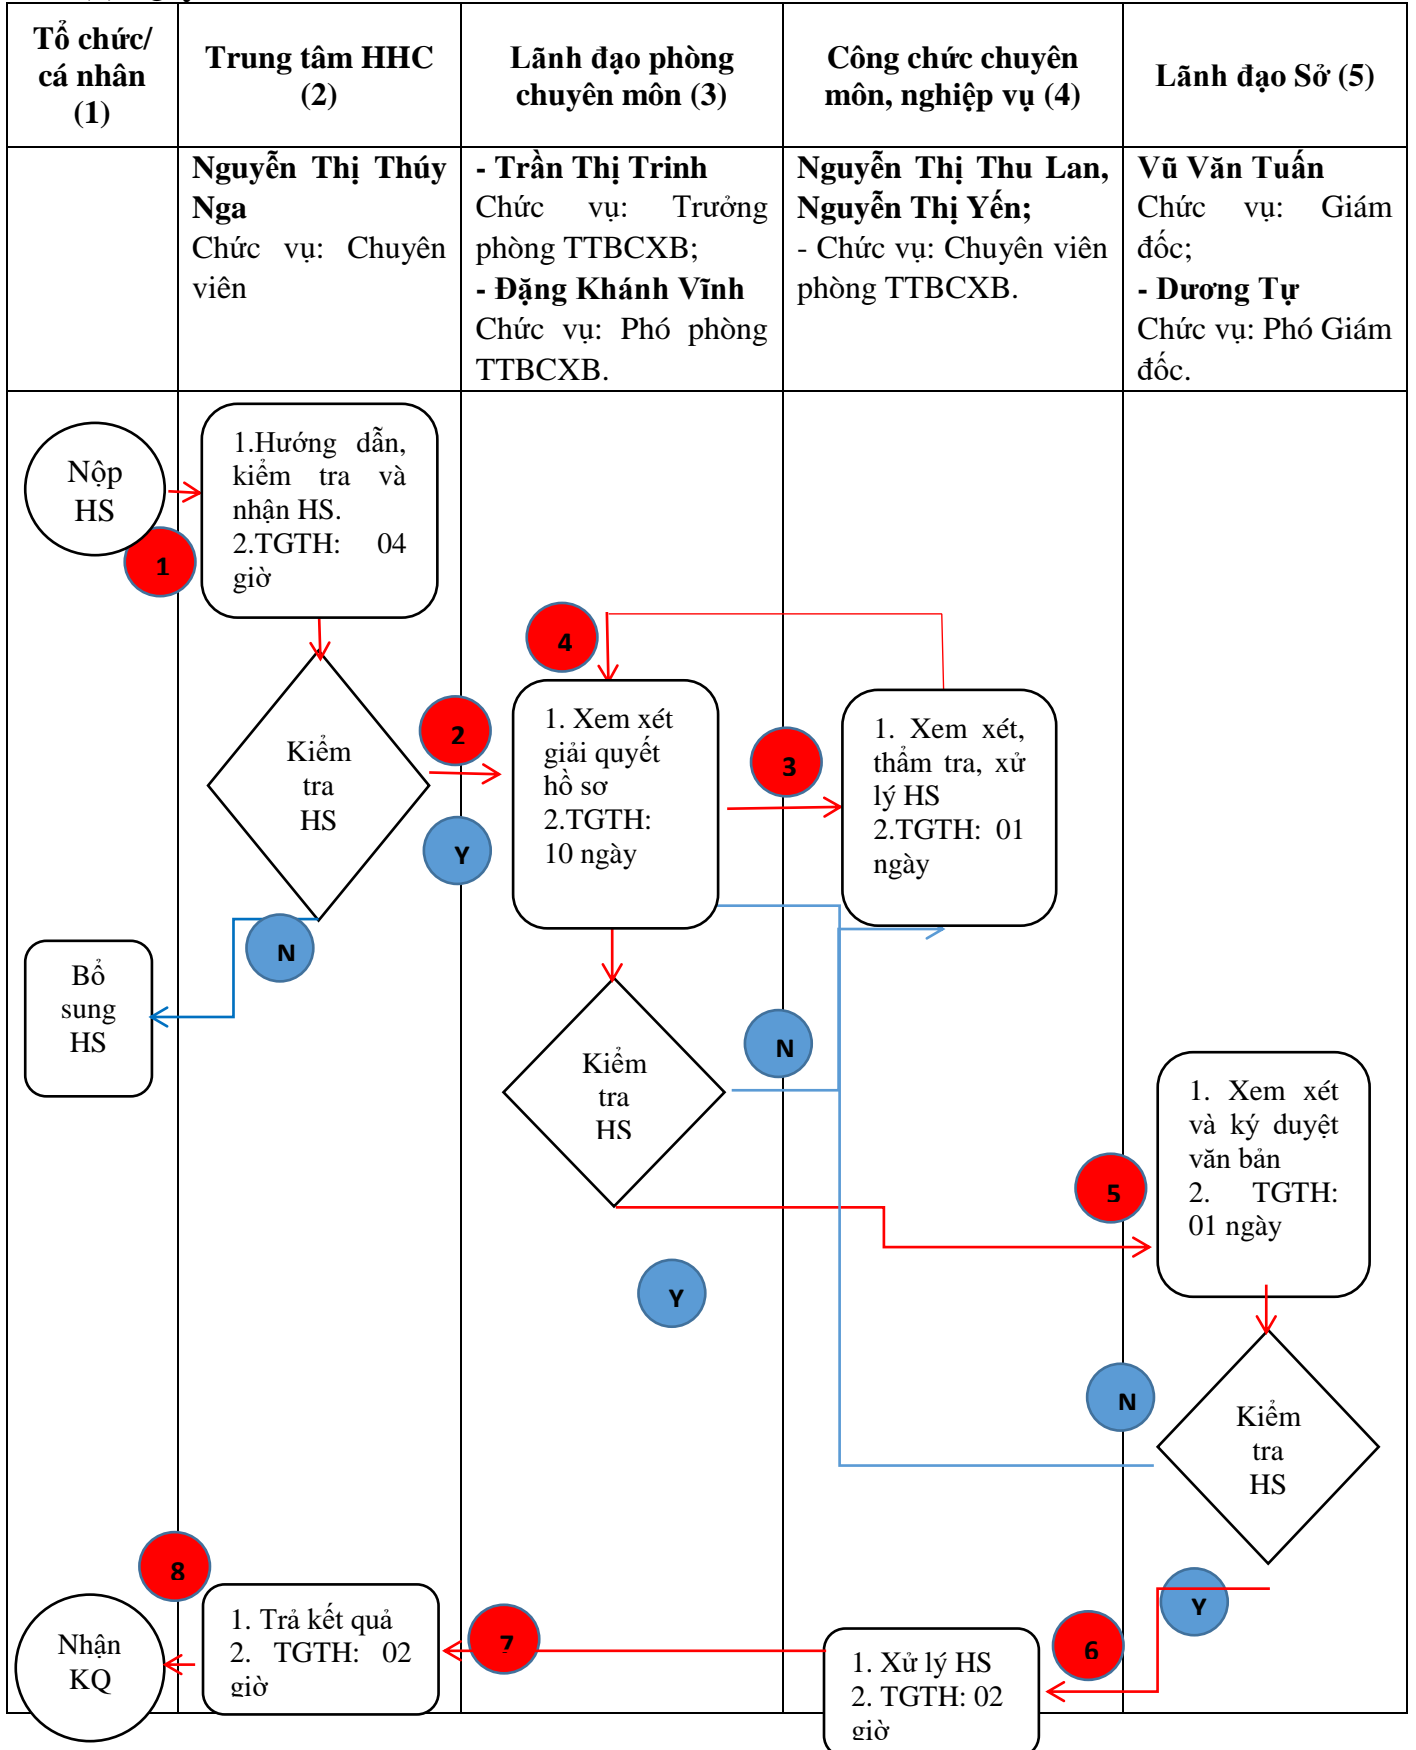 Tổ chức/
cá nhân
(1)
Trung tâm HHC
(2)
Lãnh đạo phòng
chuyên môn (3)
Công chức chuyên
môn, nghiệp vụ (4)
Lãnh đạo Sở (5)
Nguyễn Thị Thúy
Nga
Chức vụ: Chuyên
viên
- Trần Thị Trinh
Chức vụ: Trưởng
phòng TTBCXB;
- Đặng Khánh Vĩnh
Chức vụ: Phó phòng
TTBCXB.
Nguyễn Thị Thu Lan,
Nguyễn Thị Yến;
- Chức vụ: Chuyên viên
phòng TTBCXB.
Vũ Văn Tuấn
Chức vụ: Giám
đốc;
- Dương Tự
Chức vụ: Phó Giám
đốc.
Nộp
HS
1
1.Hướng dẫn,
kiểm tra và
nhận HS.
2.TGTH: 04
giờ
4
Kiểm
tra
HS
2
Y
1. Xem xét
giải quyết
hồ sơ
2.TGTH:
10 ngày
3
1. Xem xét,
thẩm tra, xử
lý HS
2.TGTH: 01
ngày
N
Bổ
sung
HS
Kiểm
tra
HS
N
1. Xem xét
và ký duyệt
văn bản
2. TGTH:
01 ngày
5
Y
N
Kiểm
tra
HS
8
Nhận
KQ
1. Trả kết quả
2. TGTH: 02
giờ
7
1. Xử lý HS
2. TGTH: 02
giờ
6
Y